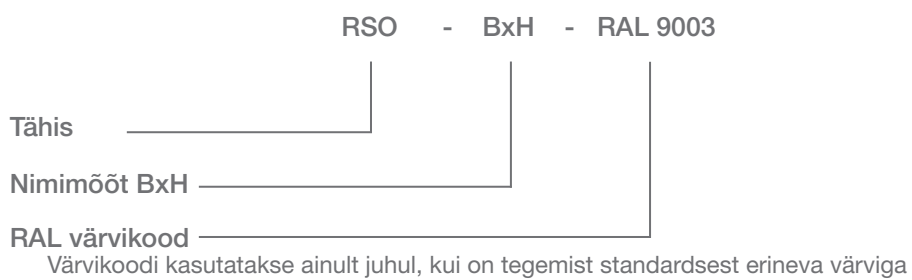 RSO - BxH - RAL 9003
Tähis
Nimimõõt BxH
RAL värvikood
Värvikoodi kasutatakse ainult juhul, kui on tegemist standardsest erineva värviga